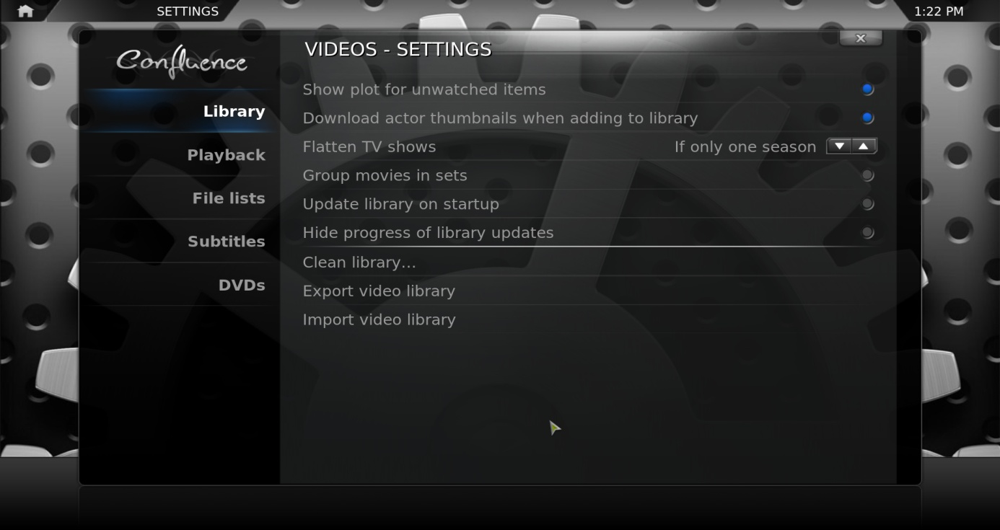 SETTINGS
1:22 PM
Confluence
VIDEOS - SETTINGS
Library
Playback
File lists
Subtitles
DVDs
Show plot for unwatched items
Download actor thumbnails when adding to library
Flatten TV shows If only one season
Group movies in sets
Update library on startup
Hide progress of library updates
Clean library...
Export video library
Import video library